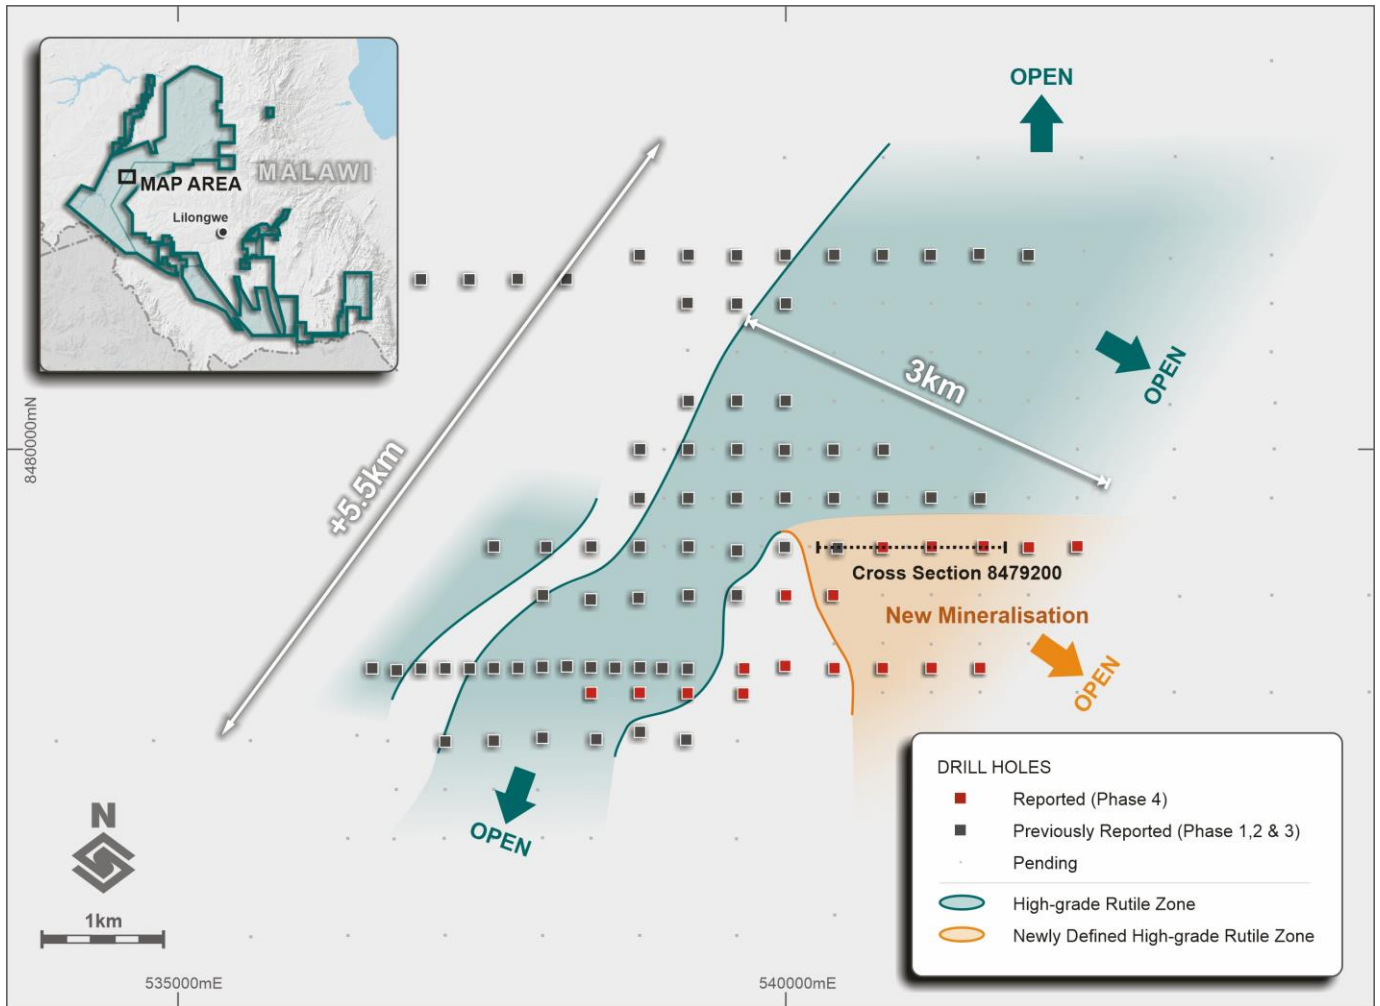 OPEN
MALAWI
MAP AREA
Lilongwe
OPEN
3km
+5.5km
8480000mN
Cross Section 8479200
New Mineralisation
OPEN
OPEN
DRILL HOLES
Reported (Phase 4)
Previously Reported (Phase 1,2 & 3)
Pending
High-grade Rutile Zone
Newly Defined High-grade Rutile Zone
N
1km
535000mE
540000mE